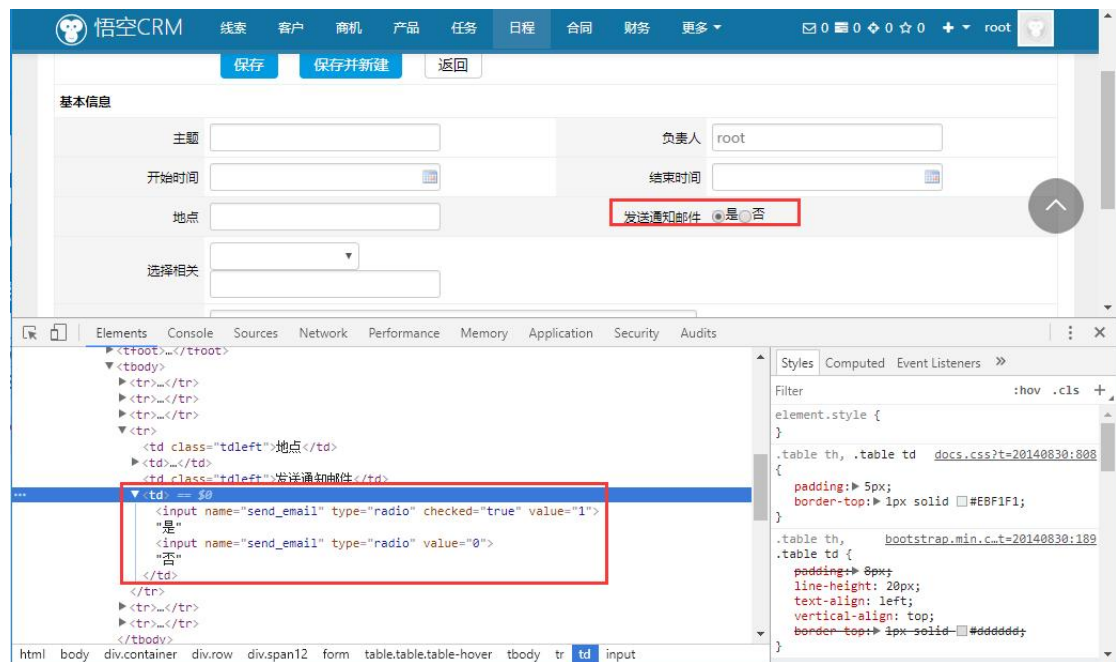 悟空CRM 线索 客户 商机 产品 任务 日程 合同 财务 更多 0 0 0 0 + root
保存 保存并新建 返回
基本信息
主题 负责人 root
开始时间 结束时间
地点 发送通知邮件 是 否
选择相关
Elements Console Sources Network Performance Memory Application Security Audits
<tfoot>…</tfoot>
<tbody>
<tr>…</tr>
<tr>…</tr>
<tr>…</tr>
<tr>
<td class="tdleft">地点</td>
<td>…</td>
<td class="tdleft">发送通知邮件</td>
<td> == $0
<input name="send_email" type="radio" checked="true" value="1">
"是"
<input name="send_email" type="radio" value="0">
"否"
</td>
</tr>
<tr>…</tr>
<tr>…</tr>
</tbody>
html body div.container div.row div.span12 form table.table.table-hover tbody tr td input
Styles Computed Event Listeners »
Filter :hov .cls +
element.style {
}
.table th, .table td docs.css?t=20140830:808
{
padding: 5px;
border-top: 1px solid #EBF1F1;
}
.table th, bootstrap.min.c…t=20140830:189
.table td {
padding: 8px;
line-height: 20px;
text-align: left;
vertical-align: top;
border-top: 1px solid #dddddd;
}